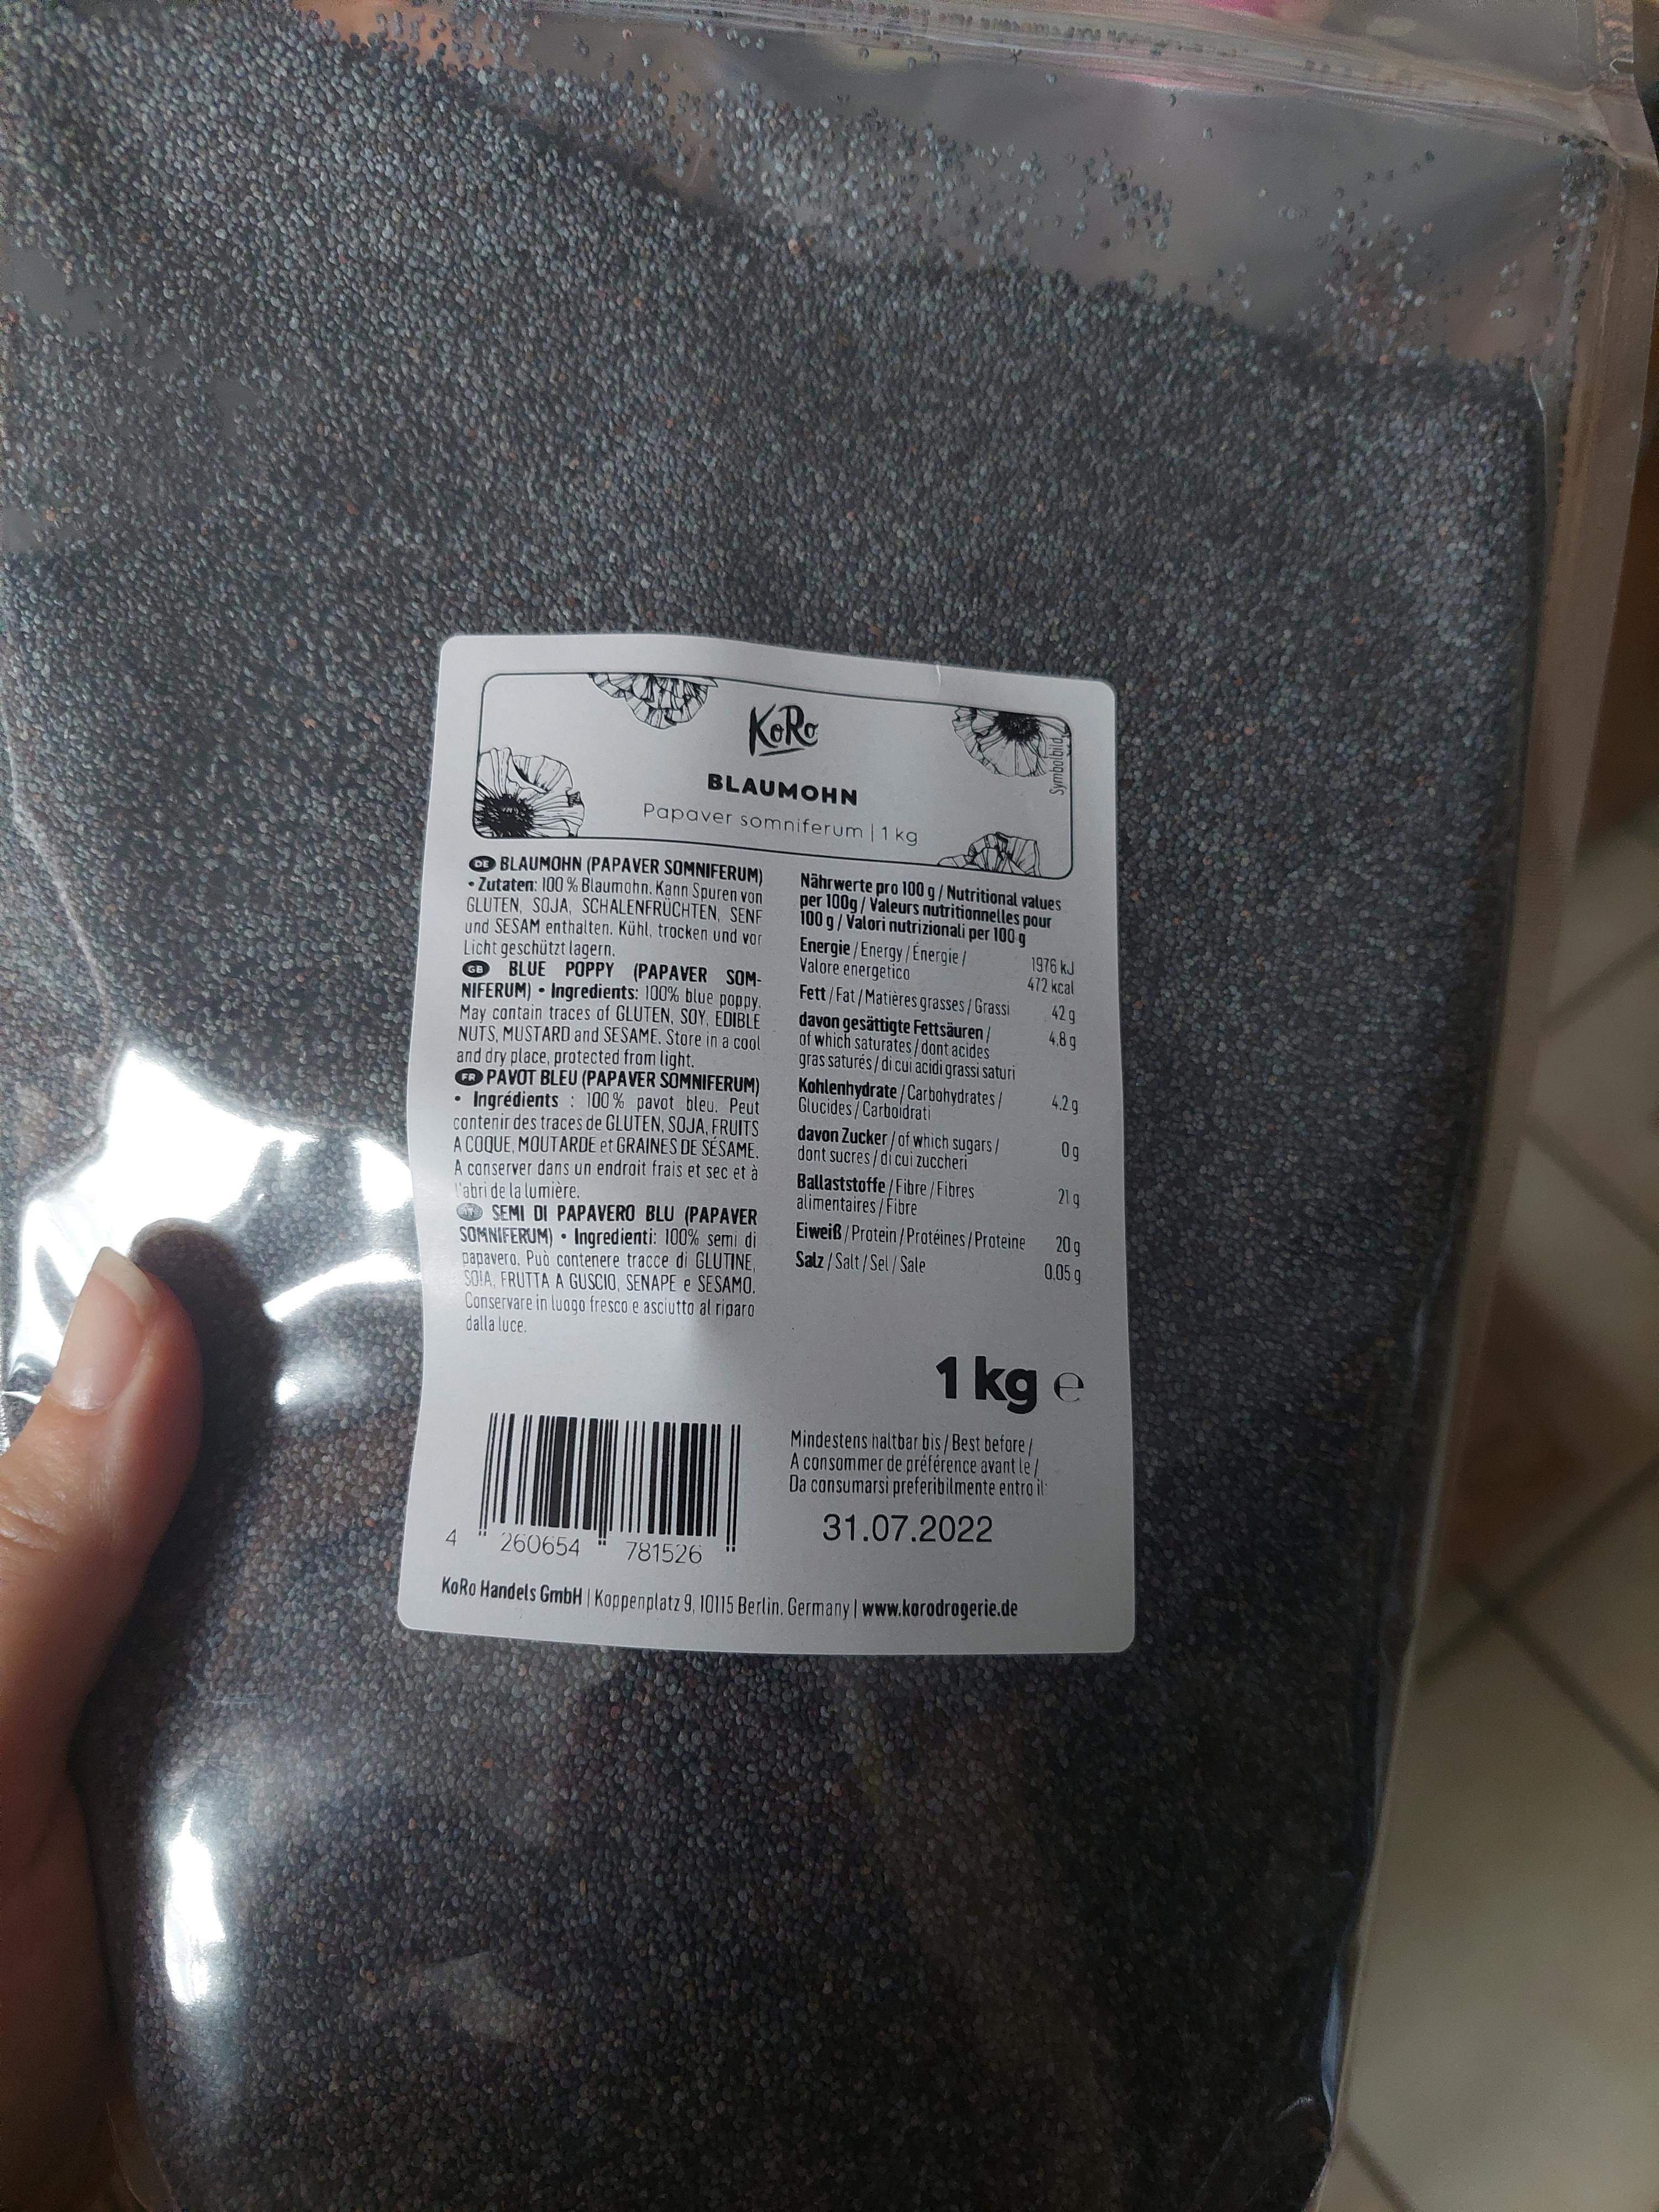 KoRo
BLAUMOHN
Papaver somniferum | 1 kg
Symbolbild
DE BLAUMOHN (PAPAVER SOMNIFERUM)
• Zutaten: 100 % Blaumohn. Kann Spuren von
GLUTEN, SOJA, SCHALENFRÜCHTEN, SENF
und SESAM enthalten. Kühl, trocken und vor
Licht geschützt lagern.
GB BLUE POPPY (PAPAVER SOM-
NIFERUM) • Ingredients: 100% blue poppy.
May contain traces of GLUTEN, SOY, EDIBLE
NUTS, MUSTARD and SESAME. Store in a cool
and dry place, protected from light.
FR PAVOT BLEU (PAPAVER SOMNIFERUM)
• Ingrédients : 100 % pavot bleu. Peut
contenir des traces de GLUTEN, SOJA, FRUITS
A COQUE, MOUTARDE et GRAINES DE SÉSAME.
A conserver dans un endroit frais et sec et à
l'abri de la lumière.
IT SEMI DI PAPAVERO BLU (PAPAVER
SOMNIFERUM) • Ingredienti: 100% semi di
papavero. Può contenere tracce di GLUTINE,
SOIA, FRUTTA A GUSCIO, SENAPE e SESAMO.
Conservare in luogo fresco e asciutto al riparo
dalla luce.
Nährwerte pro 100 g / Nutritional values
per 100g / Valeurs nutritionnelles pour
100 g / Valori nutrizionali per 100 g
Energie / Energy / Énergie / 1976 kJ
Valore energetico 472 kcal
Fett / Fat / Matières grasses / Grassi 42 g
davon gesättigte Fettsäuren / 4.8 g
of which saturates / dont acides
gras saturés / di cui acidi grassi saturi
Kohlenhydrate / Carbohydrates / 4.2 g
Glucides / Carboidrati
davon Zucker / of which sugars / 0 g
dont sucres / di cui zuccheri
Ballaststoffe / Fibre / Fibres 21 g
alimentaires / Fibre
Eiweiß / Protein / Protéines / Proteine 20 g
Salz / Salt / Sel / Sale 0.05 g
1 kg e
Mindestens haltbar bis / Best before /
A consommer de préférence avant le /
Da consumarsi preferibilmente entro il:
31.07.2022
4 260654 781526
KoRo Handels GmbH | Koppenplatz 9, 10115 Berlin. Germany | www.korodrogerie.de